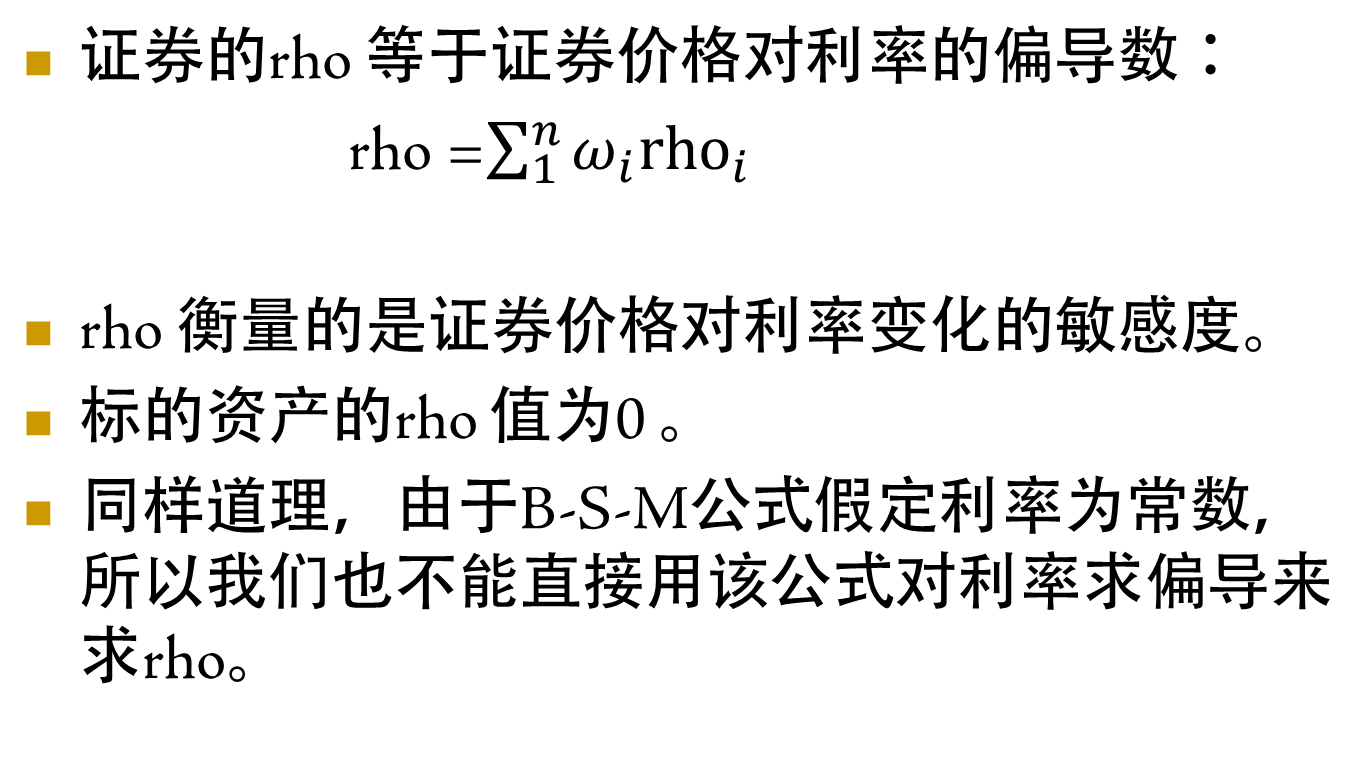 证券的rho 等于证券价格对利率的偏导数：
rho =∑₁ⁿ ωᵢrhoᵢ
rho 衡量的是证券价格对利率变化的敏感度。
标的资产的rho 值为0 。
同样道理， 由于B-S-M公式假定利率为常数，
所以我们也不能直接用该公式对利率求偏导来
求rho。